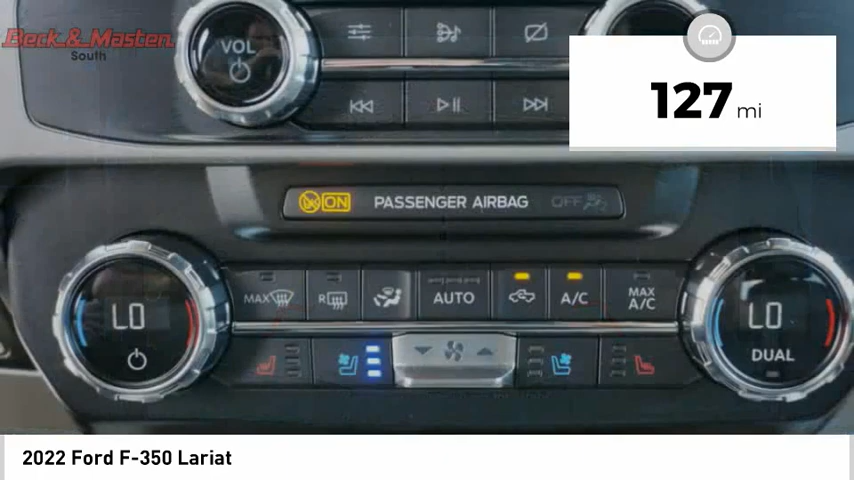 Beck & Masten
South
VOL
127 mi
ON PASSENGER AIRBAG OFF
LO
MAX
R
AUTO
A/C
MAX
A/C
LO
DUAL
2022 Ford F-350 Lariat